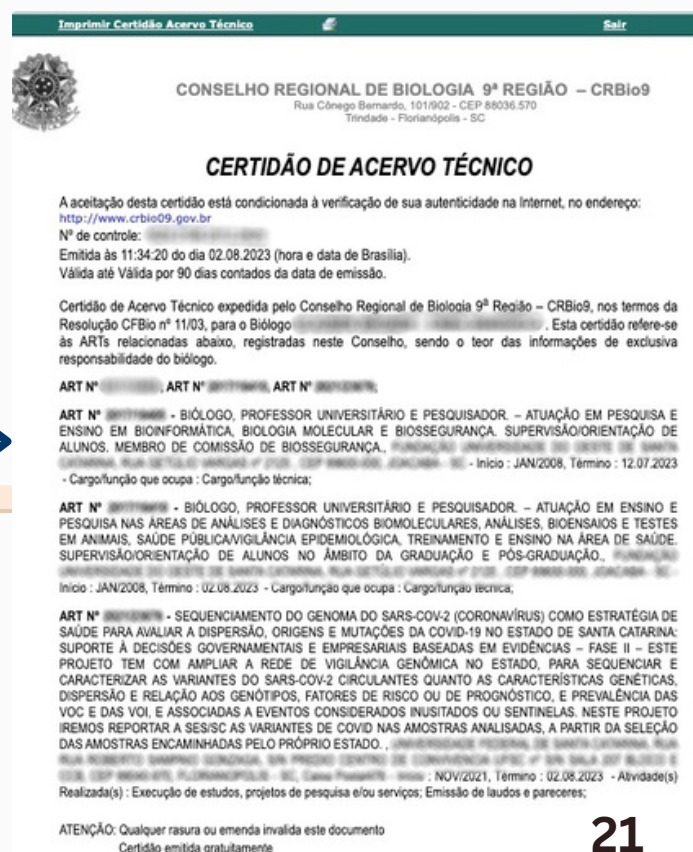 Imprimir Certidão Acervo Técnico
Sair
CONSELHO REGIONAL DE BIOLOGIA 9ª REGIÃO – CRBio9
Rua Cônego Bernardo, 101/902 - CEP 88036.570
Trindade - Florianópolis - SC
CERTIDÃO DE ACERVO TÉCNICO
A aceitação desta certidão está condicionada à verificação de sua autenticidade na Internet, no endereço:
http://www.crbio09.gov.br
Nº de controle:
Emitida às 11:34:20 do dia 02.08.2023 (hora e data de Brasília).
Válida até Válida por 90 dias contados da data de emissão.
Certidão de Acervo Técnico expedida pelo Conselho Regional de Biologia 9ª Região – CRBio9, nos termos da
Resolução CFBio nº 11/03, para o Biólogo . Esta certidão refere-se
às ARTs relacionadas abaixo, registradas neste Conselho, sendo o teor das informações de exclusiva
responsabilidade do biólogo.
ART Nº , ART Nº , ART Nº ;
ART Nº - BIÓLOGO, PROFESSOR UNIVERSITÁRIO E PESQUISADOR. – ATUAÇÃO EM PESQUISA E
ENSINO EM BIOINFORMÁTICA, BIOLOGIA MOLECULAR E BIOSSEGURANÇA. SUPERVISÃO/ORIENTAÇÃO DE
ALUNOS. MEMBRO DE COMISSÃO DE BIOSSEGURANÇA.,
- Início : JAN/2008, Término : 12.07.2023
- Cargo/função que ocupa : Cargo/função técnica;
ART Nº - BIÓLOGO, PROFESSOR UNIVERSITÁRIO E PESQUISADOR. – ATUAÇÃO EM ENSINO E
PESQUISA NAS ÁREAS DE ANÁLISES E DIAGNÓSTICOS BIOMOLECULARES, ANÁLISES, BIOENSAIOS E TESTES
EM ANIMAIS, SAÚDE PÚBLICA/VIGILÂNCIA EPIDEMIOLÓGICA, TREINAMENTO E ENSINO NA ÁREA DE SAÚDE.
SUPERVISÃO/ORIENTAÇÃO DE ALUNOS NO ÂMBITO DA GRADUAÇÃO E PÓS-GRADUAÇÃO.,
Início : JAN/2008, Término : 02.08.2023 - Cargo/função que ocupa : Cargo/função técnica;
ART Nº - SEQUENCIAMENTO DO GENOMA DO SARS-COV-2 (CORONAVÍRUS) COMO ESTRATÉGIA DE
SAÚDE PARA AVALIAR A DISPERSÃO, ORIGENS E MUTAÇÕES DA COVID-19 NO ESTADO DE SANTA CATARINA:
SUPORTE À DECISÕES GOVERNAMENTAIS E EMPRESARIAIS BASEADAS EM EVIDÊNCIAS – FASE II – ESTE
PROJETO TEM COM AMPLIAR A REDE DE VIGILÂNCIA GENÔMICA NO ESTADO, PARA SEQUENCIAR E
CARACTERIZAR AS VARIANTES DO SARS-COV-2 CIRCULANTES QUANTO AS CARACTERÍSTICAS GENÉTICAS,
DISPERSÃO E RELAÇÃO AOS GENÓTIPOS, FATORES DE RISCO OU DE PROGNÓSTICO, E PREVALÊNCIA DAS
VOC E DAS VOI, E ASSOCIADAS A EVENTOS CONSIDERADOS INUSITADOS OU SENTINELAS. NESTE PROJETO
IREMOS REPORTAR A SES/SC AS VARIANTES DE COVID NAS AMOSTRAS ANALISADAS, A PARTIR DA SELEÇÃO
DAS AMOSTRAS ENCAMINHADAS PELO PRÓPRIO ESTADO. ,
: NOV/2021, Término : 02.08.2023 - Atividade(s)
Realizada(s) : Execução de estudos, projetos de pesquisa e/ou serviços; Emissão de laudos e pareceres;
ATENÇÃO: Qualquer rasura ou emenda invalida este documento
Certidão emitida gratuitamente
21